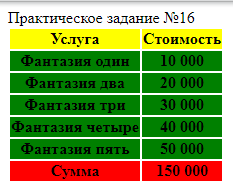 Практическое задание №16
Услуга Стоимость
Фантазия один 10 000
Фантазия два 20 000
Фантазия три 30 000
Фантазия четыре 40 000
Фантазия пять 50 000
Сумма 150 000